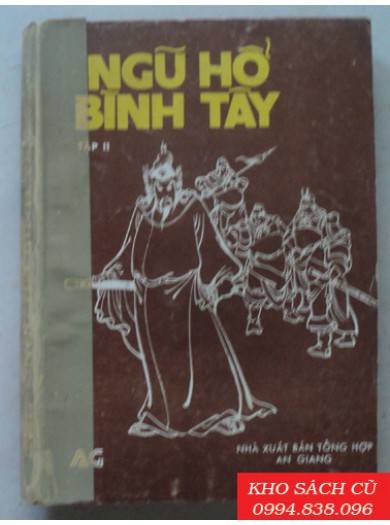 NGŨ HỔ
BÌNH TÂY
TẬP II
AG
NHÀ XUẤT BẢN TỔNG HỢP
AN GIANG
KHO SÁCH CŨ
0994.838.096